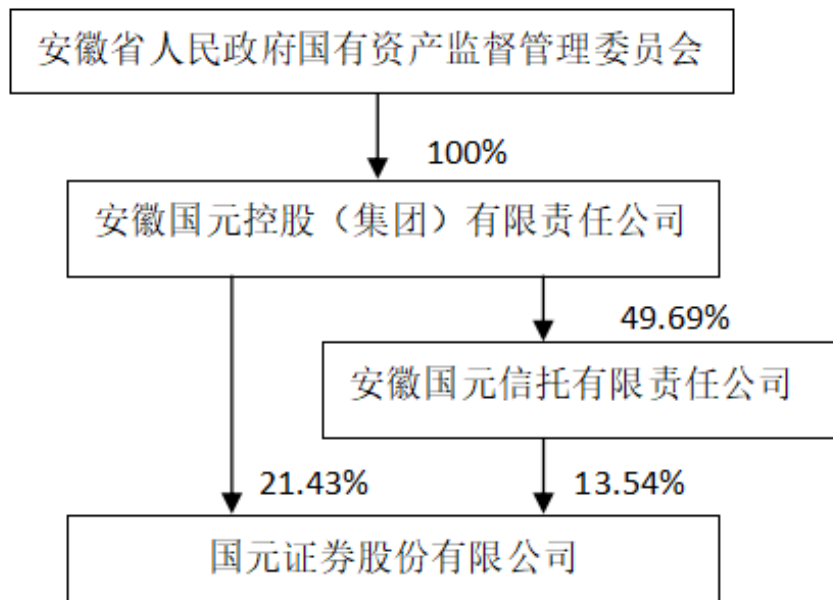 安徽省人民政府国有资产监督管理委员会
100%
安徽国元控股（集团）有限责任公司
49.69%
安徽国元信托有限责任公司
21.43%
13.54%
国元证券股份有限公司